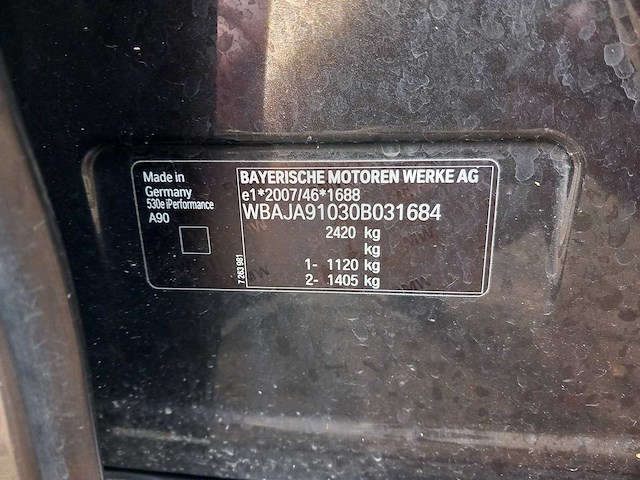 Made in
Germany
530e iPerformance
A90
BAYERISCHE MOTOREN WERKE AG
e1*2007/46*1688
WBAJA91030B031684
2420 kg
kg
1- 1120 kg
2- 1405 kg
7 263 981